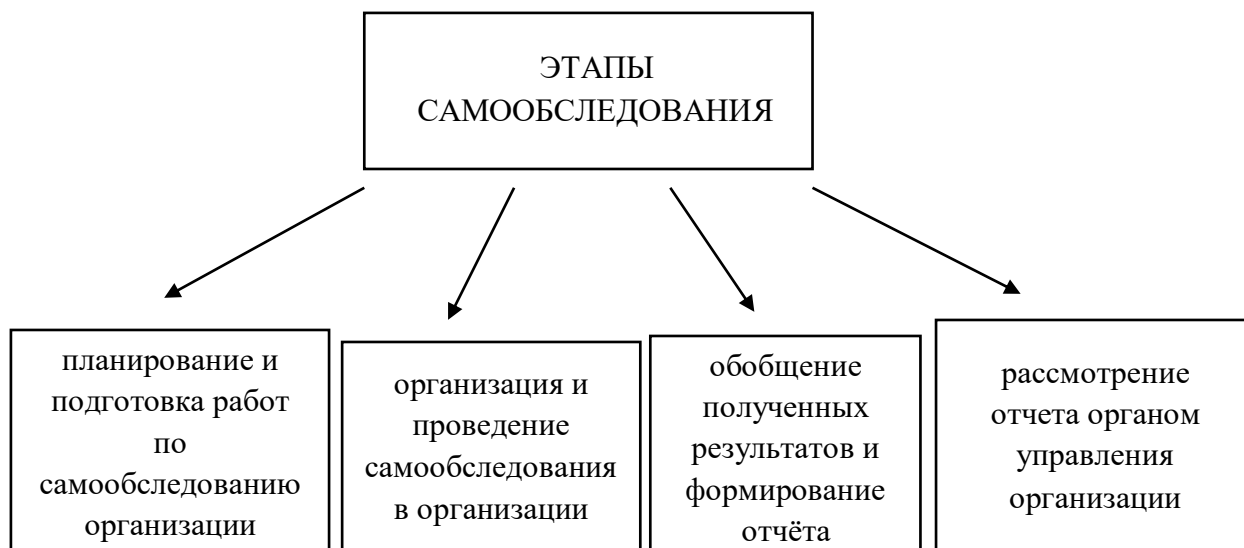 ЭТАПЫ
САМООБСЛЕДОВАНИЯ
планирование и
подготовка работ
по
самообследованию
организации
организация и
проведение
самообследования
в организации
обобщение
полученных
результатов и
формирование
отчёта
рассмотрение
отчета органом
управления
организации